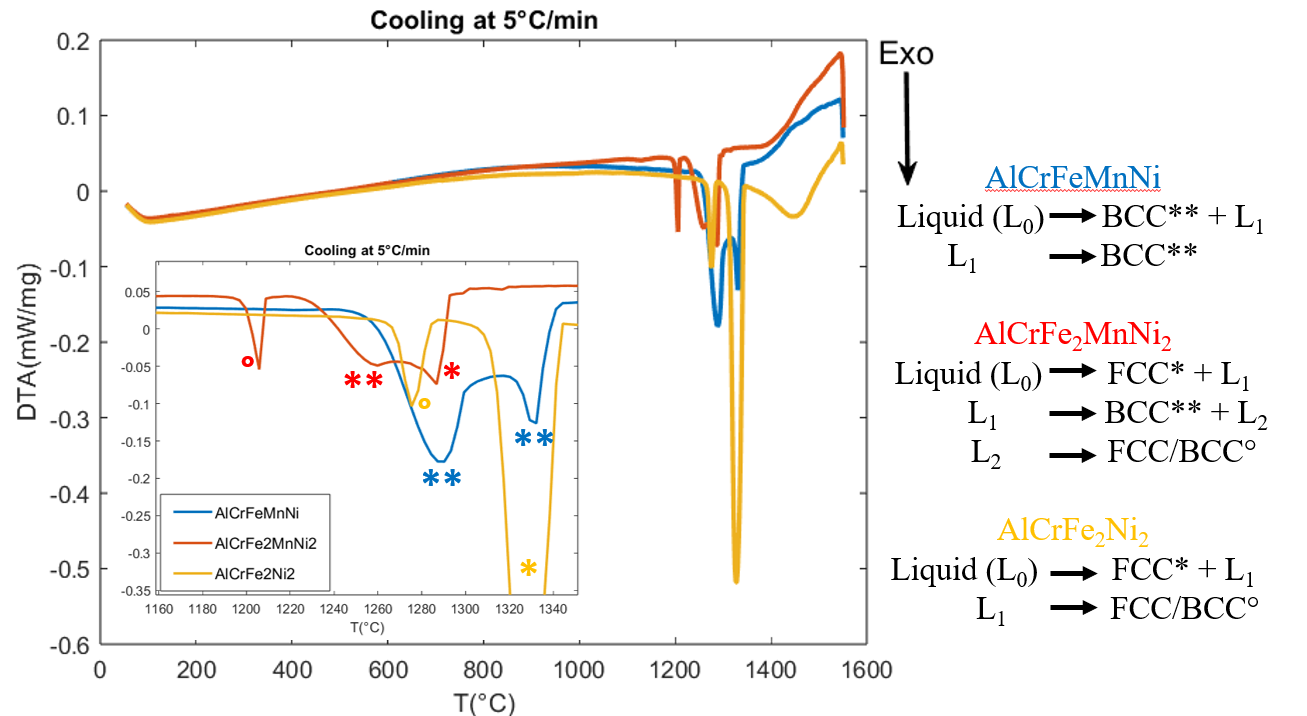 Cooling at 5°C/min
0.2
0.1
0
-0.1
-0.2
-0.3
-0.4
-0.5
-0.6
DTA(mW/mg)
0 200 400 600 800 1000 1200 1400 1600
T(°C)
Cooling at 5°C/min
0.05
0
-0.05
-0.1
-0.15
-0.2
-0.25
-0.3
-0.35
1160 1180 1200 1220 1240 1260 1280 1300 1320 1340
T(°C)
° ** * ° ** ** *
AlCrFeMnNi
AlCrFe2MnNi2
AlCrFe2Ni2
Exo
AlCrFeMnNi
Liquid (L₀) → BCC** + L₁
L₁ → BCC**
AlCrFe₂MnNi₂
Liquid (L₀) → FCC* + L₁
L₁ → BCC** + L₂
L₂ → FCC/BCC°
AlCrFe₂Ni₂
Liquid (L₀) → FCC* + L₁
L₁ → FCC/BCC°